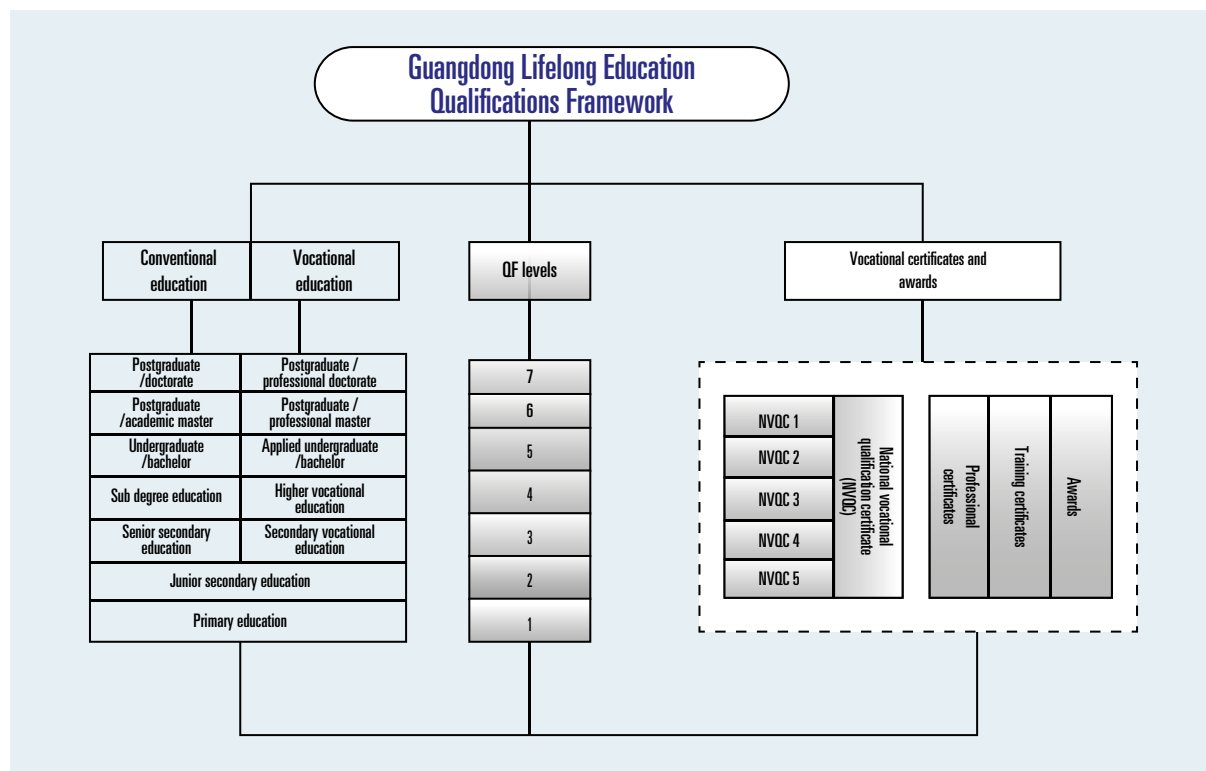 Guangdong Lifelong Education
Qualifications Framework
Conventional
education
Vocational
education
QF levels
Vocational certificates and
awards
Postgraduate
/doctorate
Postgraduate /
professional doctorate
Postgraduate
/academic master
Postgraduate /
professional master
Undergraduate
/bachelor
Applied undergraduate
/bachelor
Sub degree education
Higher vocational
education
Senior secondary
education
Secondary vocational
education
Junior secondary education
Primary education
7
6
5
4
3
2
1
NVQC 1
NVQC 2
NVQC 3
NVQC 4
NVQC 5
National vocational
qualification certificate
(NVQC)
Professional
certificates
Training certificates
Awards